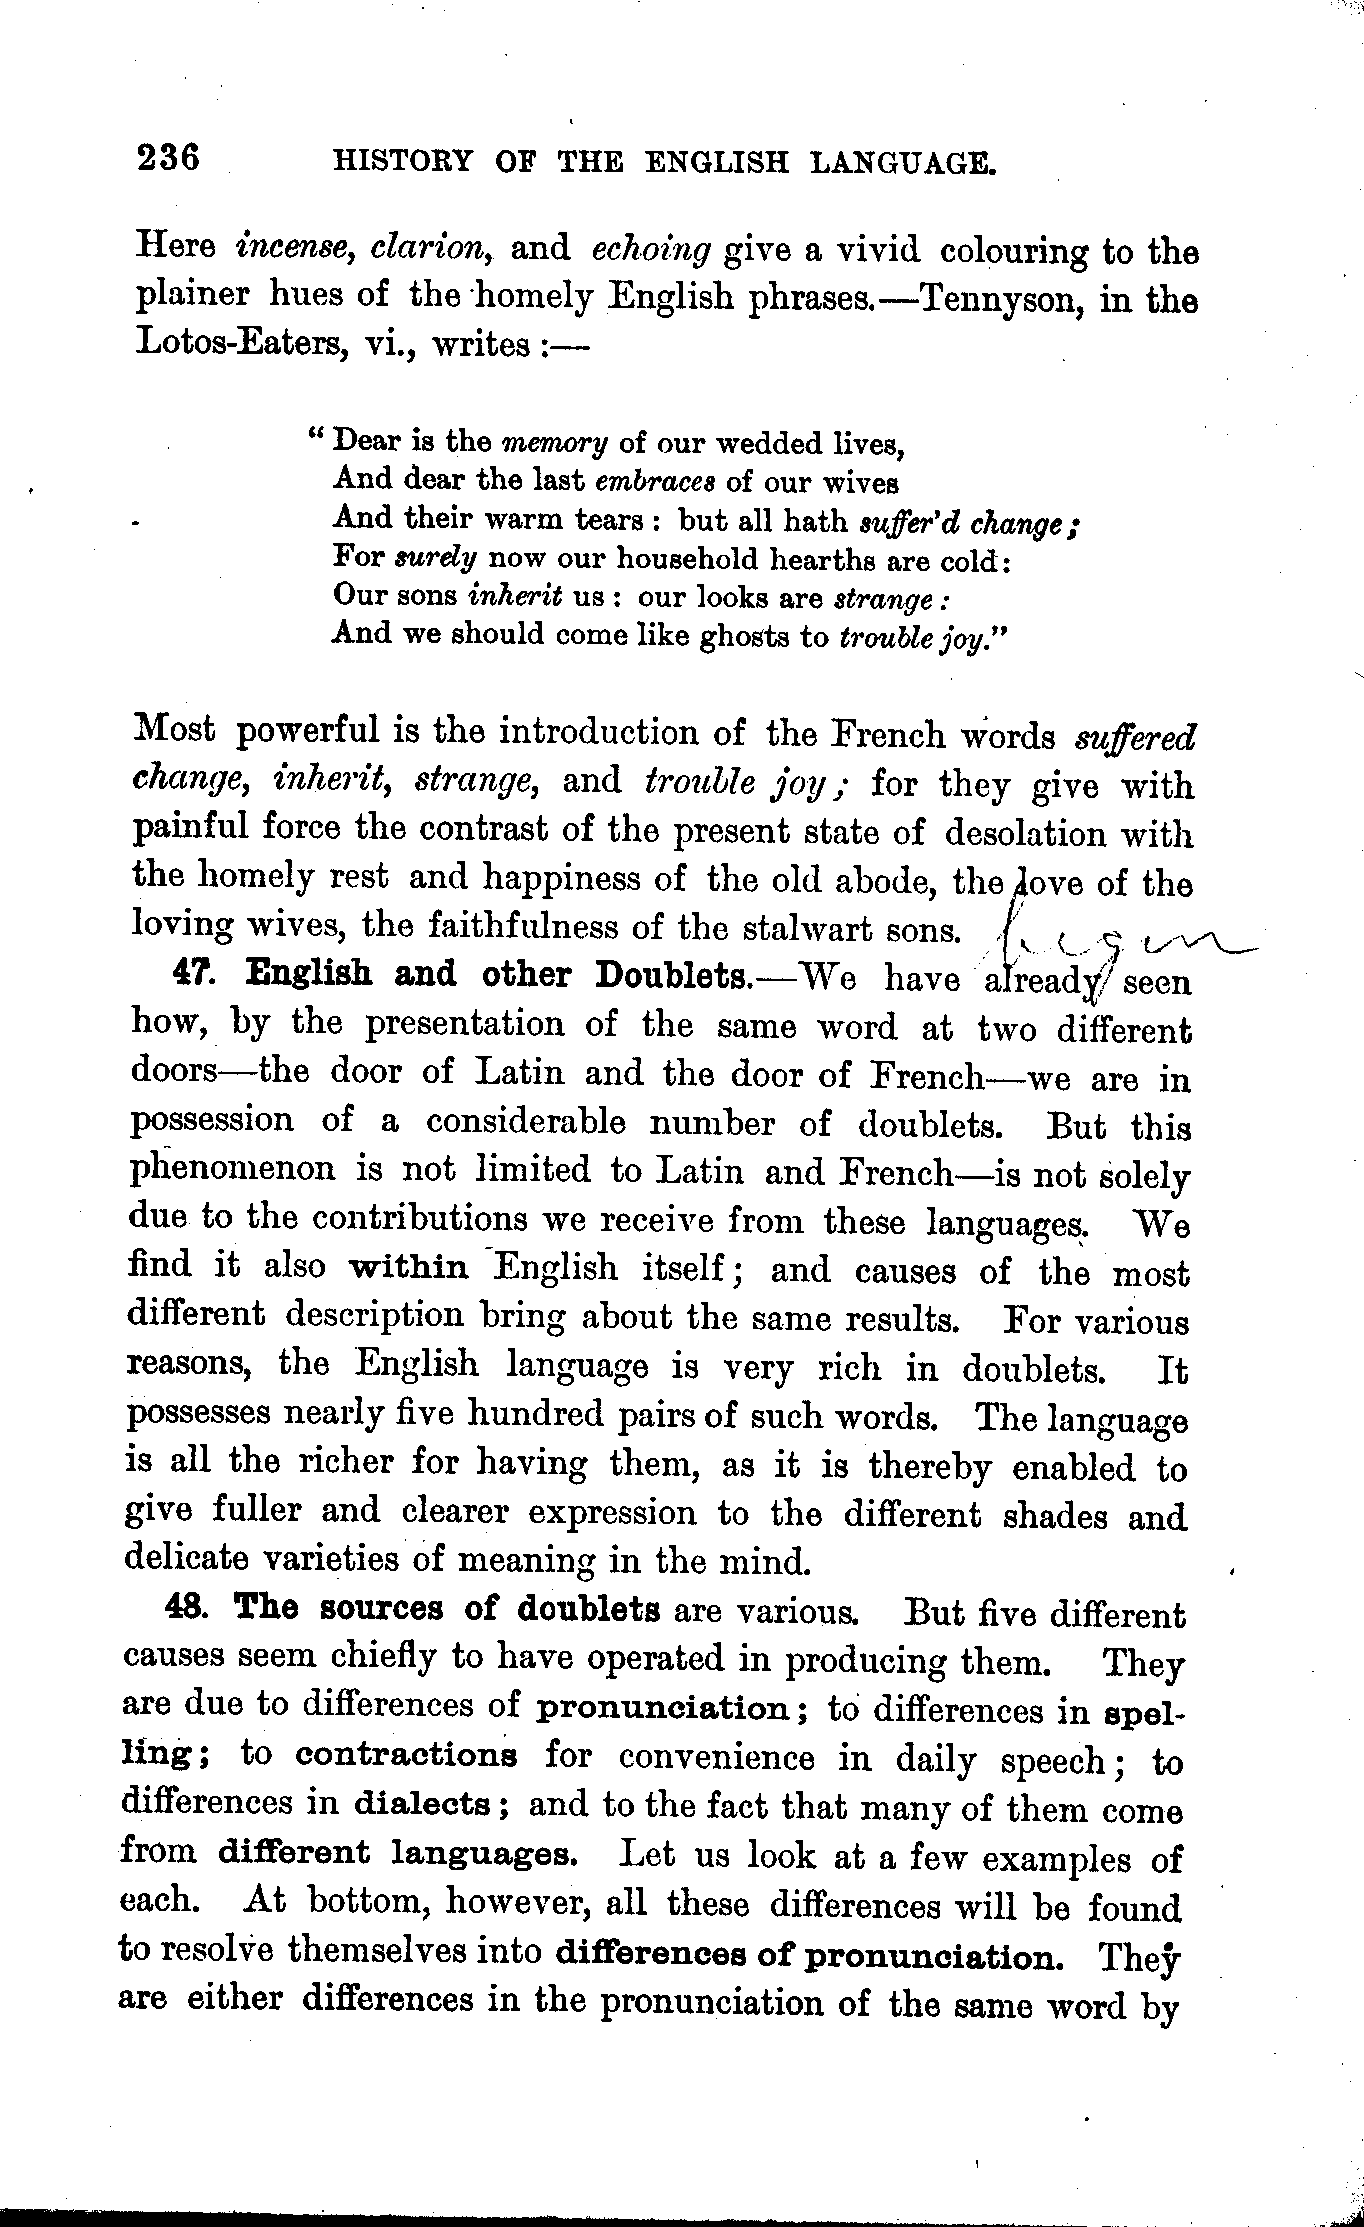 236 HISTORY OF THE ENGLISH LANGUAGE.
Here incense, clarion, and echoing give a vivid colouring to the
plainer hues of the homely English phrases.—Tennyson, in the
Lotos-Eaters, vi., writes :—
“ Dear is the memory of our wedded lives,
And dear the last embraces of our wives
And their warm tears : but all hath suffer’d change ;
For surely now our household hearths are cold :
Our sons inherit us : our looks are strange :
And we should come like ghosts to trouble joy.”
Most powerful is the introduction of the French words suffered
change, inherit, strange, and trouble joy ; for they give with
painful force the contrast of the present state of desolation with
the homely rest and happiness of the old abode, the love of the
loving wives, the faithfulness of the stalwart sons.
47. English and other Doublets.—We have already seen
how, by the presentation of the same word at two different
doors—the door of Latin and the door of French—we are in
possession of a considerable number of doublets. But this
phenomenon is not limited to Latin and French—is not solely
due to the contributions we receive from these languages. We
find it also within English itself ; and causes of the most
different description bring about the same results. For various
reasons, the English language is very rich in doublets. It
possesses nearly five hundred pairs of such words. The language
is all the richer for having them, as it is thereby enabled to
give fuller and clearer expression to the different shades and
delicate varieties of meaning in the mind.
48. The sources of doublets are various. But five different
causes seem chiefly to have operated in producing them. They
are due to differences of pronunciation ; to differences in spel-
ling ; to contractions for convenience in daily speech ; to
differences in dialects ; and to the fact that many of them come
from different languages. Let us look at a few examples of
each. At bottom, however, all these differences will be found
to resolve themselves into differences of pronunciation. They
are either differences in the pronunciation of the same word by